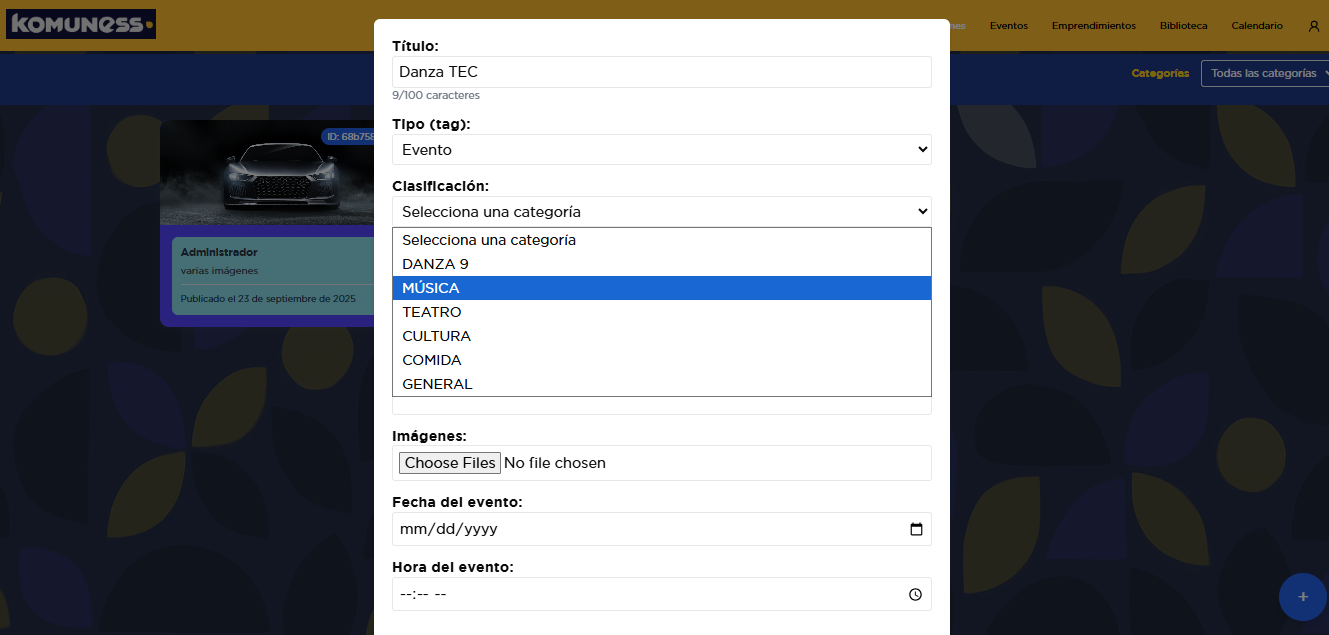 KOMUNESS
nes Eventos Emprendimientos Biblioteca Calendario
Categorías Todas las categorías
ID: 68b758
Administrador
varias imágenes
Publicado el 23 de septiembre de 2025
Título:
Danza TEC
9/100 caracteres
Tipo (tag):
Evento
Clasificación:
Selecciona una categoría
Selecciona una categoría
DANZA 9
MÚSICA
TEATRO
CULTURA
COMIDA
GENERAL
Imágenes:
Choose Files No file chosen
Fecha del evento:
mm/dd/yyyy
Hora del evento:
--:-- --
+